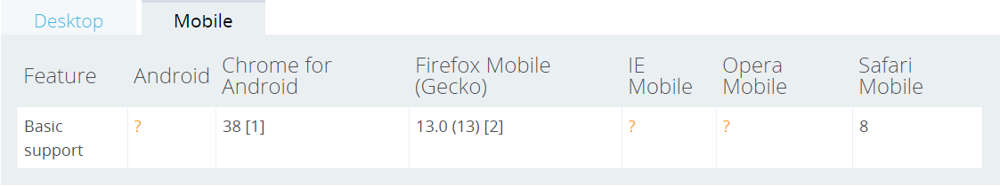 Desktop Mobile
Feature Android Chrome for Android Firefox Mobile (Gecko) IE Mobile Opera Mobile Safari Mobile
Basic support ? 38 [1] 13.0 (13) [2] ? ? 8